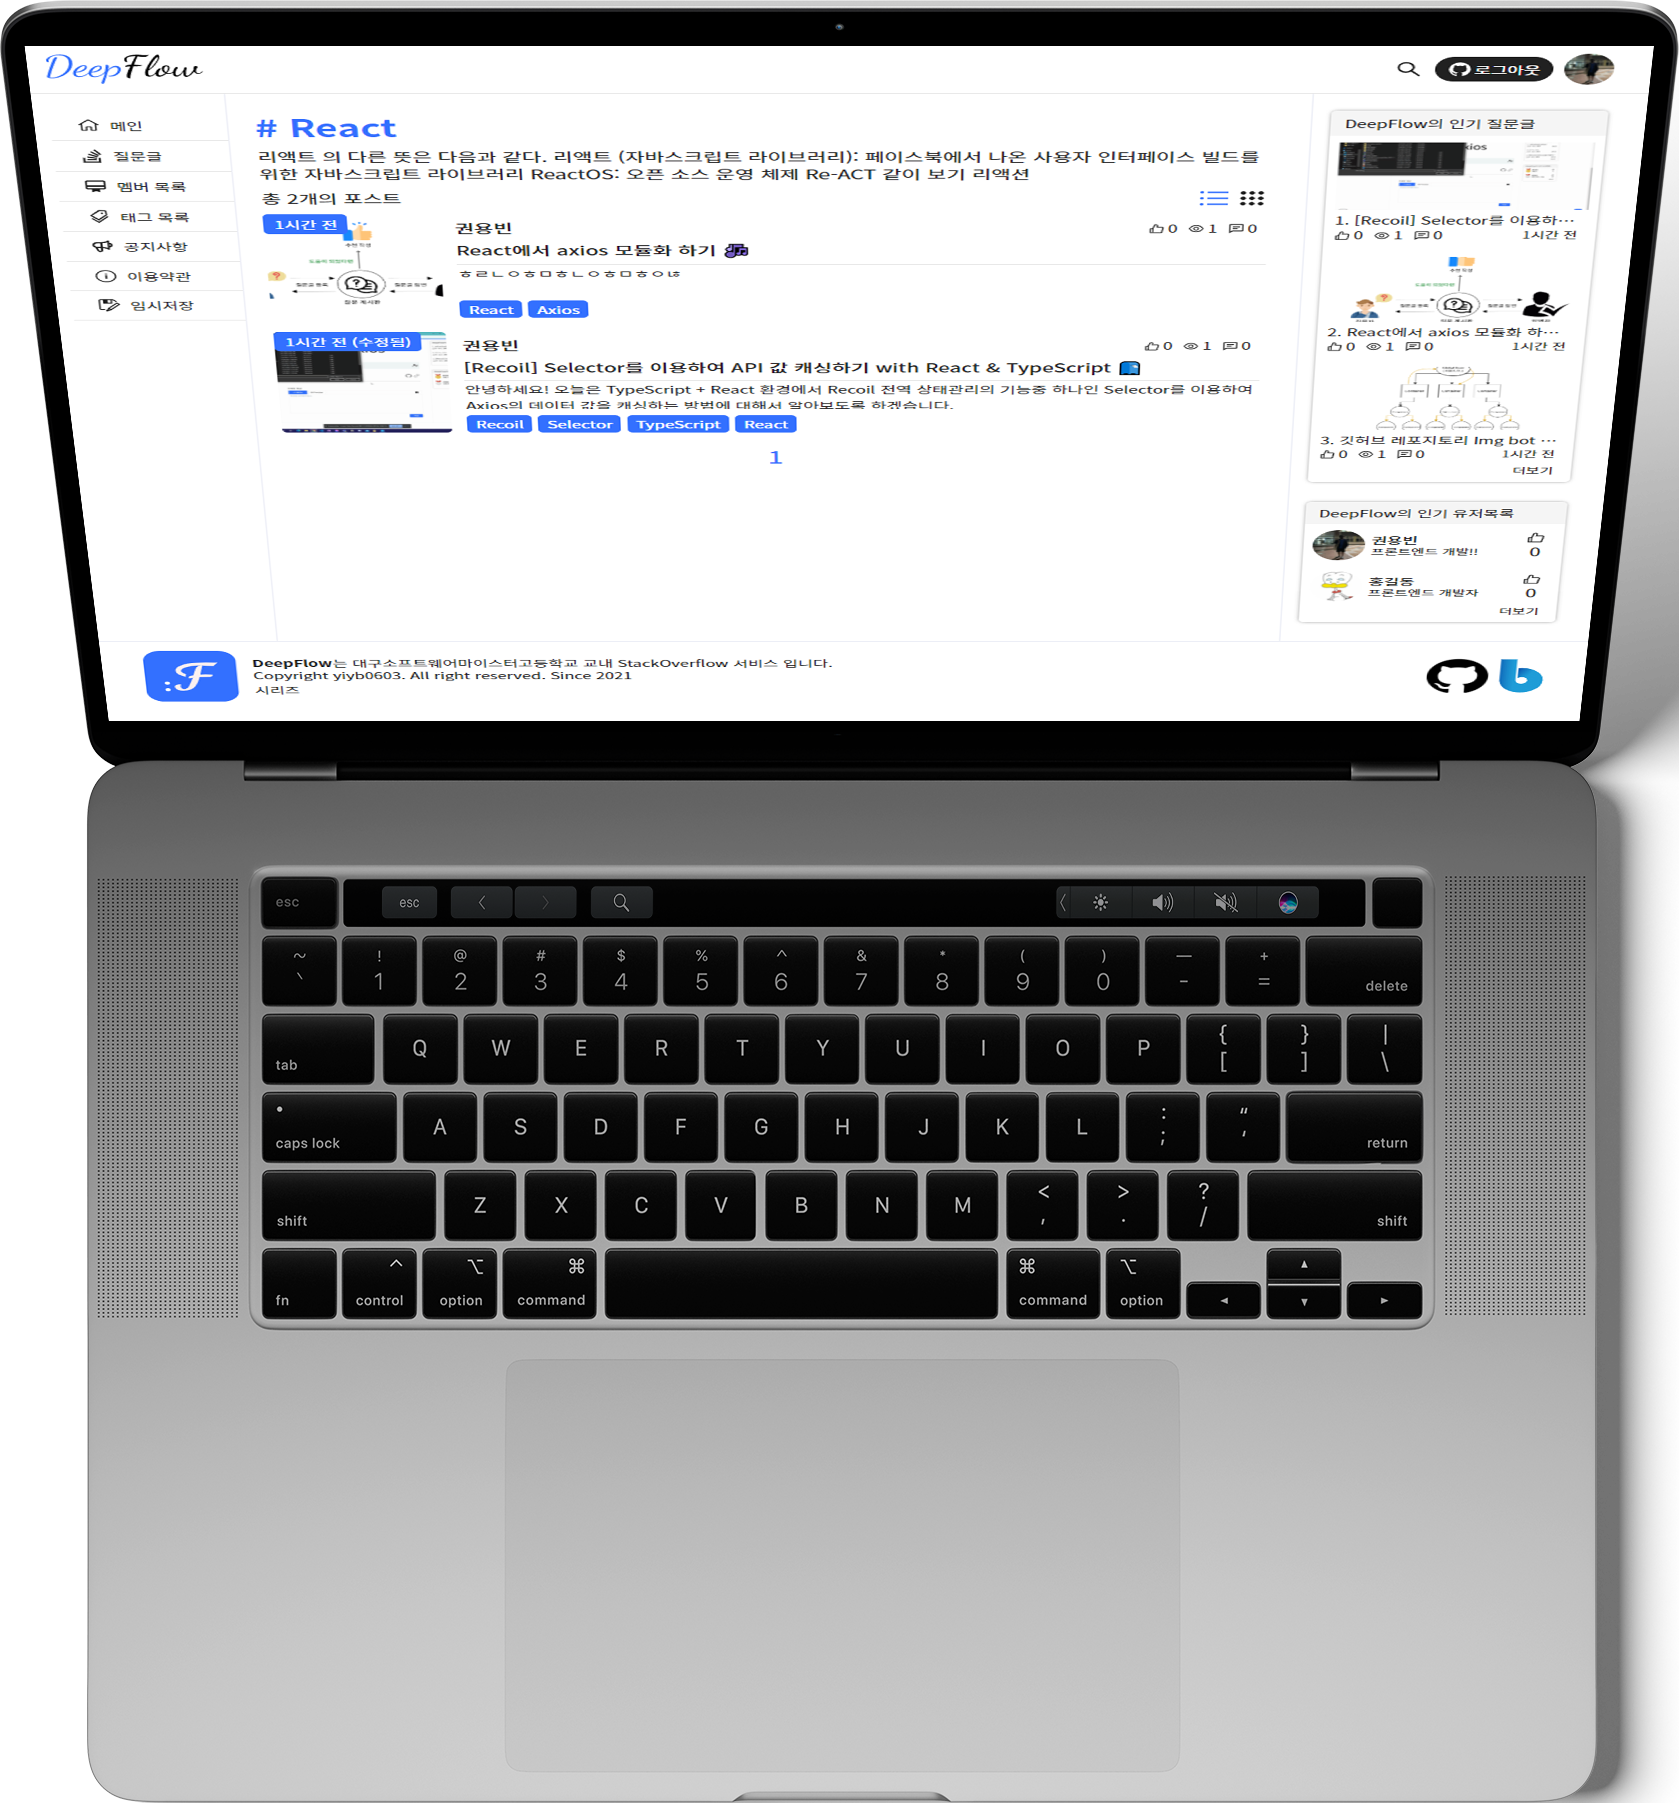 DeepFlow
로그아웃
메인
질문글
멤버 목록
태그 목록
공지사항
이용약관
임시저장
# React
리액트 의 다른 뜻은 다음과 같다. 리액트 (자바스크립트 라이브러리): 페이스북에서 나온 사용자 인터페이스 빌드를
위한 자바스크립트 라이브러리 ReactOS: 오픈 소스 운영 체제 Re-ACT 같이 보기 리액션
총 2개의 포스트
1시간 전
권용빈
0 1 0
React에서 axios 모듈화 하기
ㅎㄹㄴㅇㅎㅁㅎㄴㅇㅎㅁㅎㅇㄶ
React Axios
1시간 전 (수정됨)
권용빈
0 1 0
[Recoil] Selector를 이용하여 API 값 캐싱하기 with React & TypeScript
안녕하세요! 오늘은 TypeScript + React 환경에서 Recoil 전역 상태관리의 기능중 하나인 Selector를 이용하여
Axios의 데이터 값을 캐싱하는 방법에 대해서 알아보도록 하겠습니다.
Recoil Selector TypeScript React
1
DeepFlow의 인기 질문글
1. [Recoil] Selector를 이용하···
0 1 0 1시간 전
2. React에서 axios 모듈화 하···
0 1 0 1시간 전
3. 깃허브 레포지토리 Img bot ···
0 1 0 1시간 전
더보기
DeepFlow의 인기 유저목록
권용빈
프론트엔드 개발!!
0
홍길동
프론트엔드 개발자
0
더보기
:F
DeepFlow는 대구소프트웨어마이스터고등학교 교내 StackOverflow 서비스 입니다.
Copyright yiyb0603. All right reserved. Since 2021
시리즈
b
esc esc
~ ! @ # $ % ^ & * ( ) — +
` 1 2 3 4 5 6 7 8 9 0 - = delete
tab Q W E R T Y U I O P { [ } ] | \
caps lock A S D F G H J K L : ; " ' return
shift Z X C V B N M < , > . ? / shift
fn control option command command option